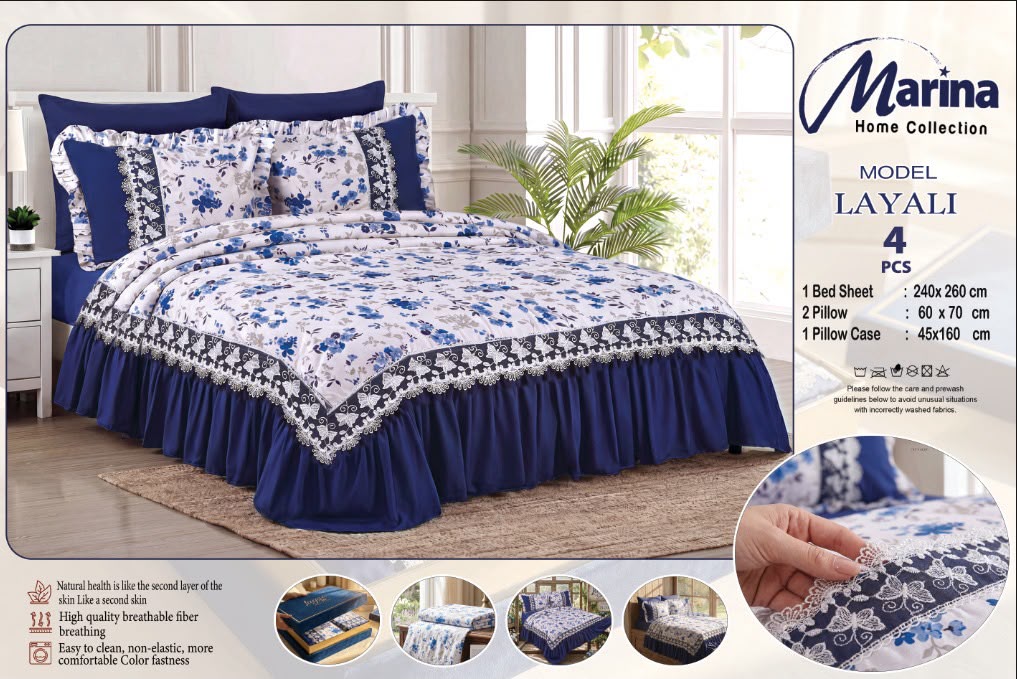 Marina
Home Collection
MODEL
LAYALI
4
PCS
1 Bed Sheet : 240x 260 cm
2 Pillow : 60 x 70 cm
1 Pillow Case : 45x160 cm
Please follow the care and prewash
guidelines below to avoid unusual situations
with incorrectly washed fabrics.
Natural health is like the second layer of the
skin Like a second skin
High quality breathable fiber
breathing
Easy to clean, non-elastic, more
comfortable Color fastness